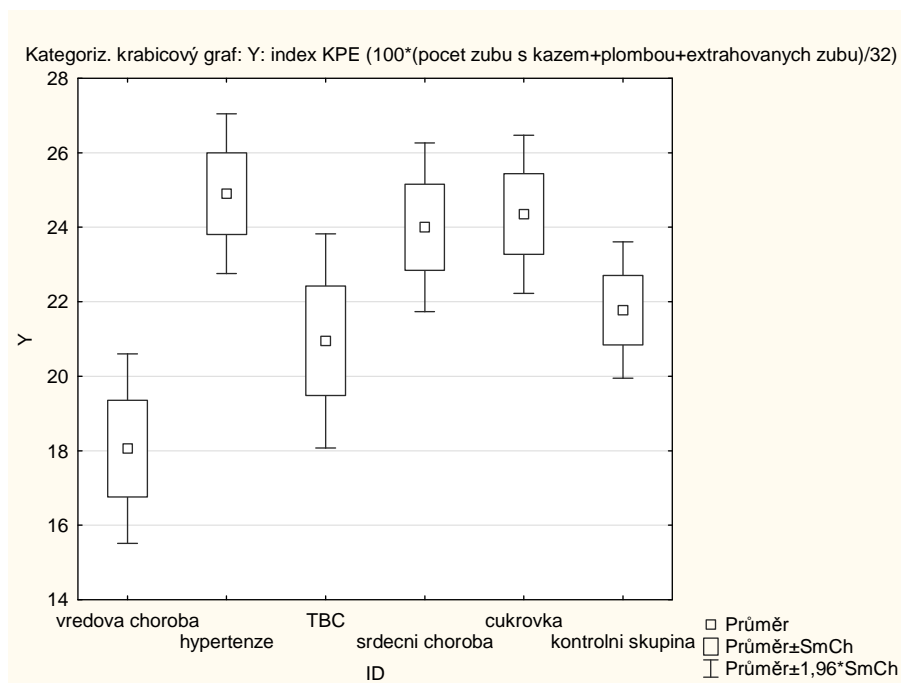 Kategoriz. krabicový graf: Y: index KPE (100*(pocet zubu s kazem+plombou+extrahovanych zubu)/32)
28
26
24
22
20
18
16
14
Y
vredova choroba
hypertenze
TBC
srdecni choroba
cukrovka
kontrolni skupina
ID
Průměr
Průměr±SmCh
Průměr±1,96*SmCh